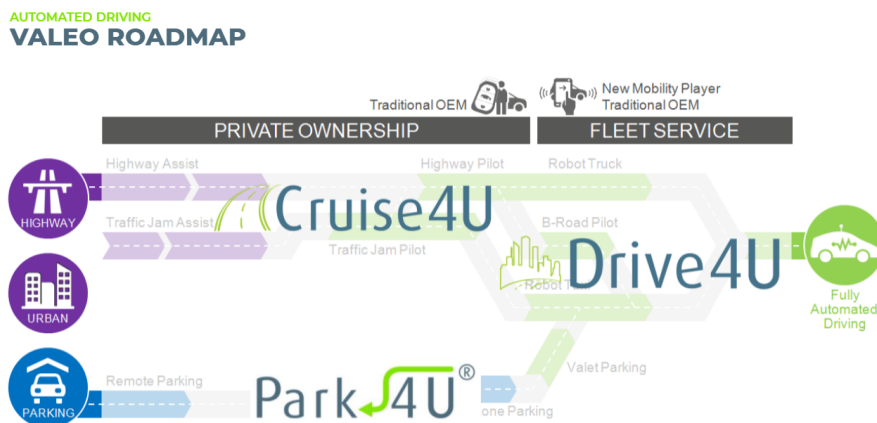 AUTOMATED DRIVING
VALEO ROADMAP
Traditional OEM
New Mobility Player
Traditional OEM
PRIVATE OWNERSHIP
FLEET SERVICE
Highway Assist
Highway Pilot
Robot Truck
HIGHWAY
Traffic Jam Assist
Cruise4U
B-Road Pilot
Traffic Jam Pilot
Drive4U
Robot
URBAN
Fully
Automated
Driving
Valet Parking
Remote Parking
Park4U®
one Parking
PARKING